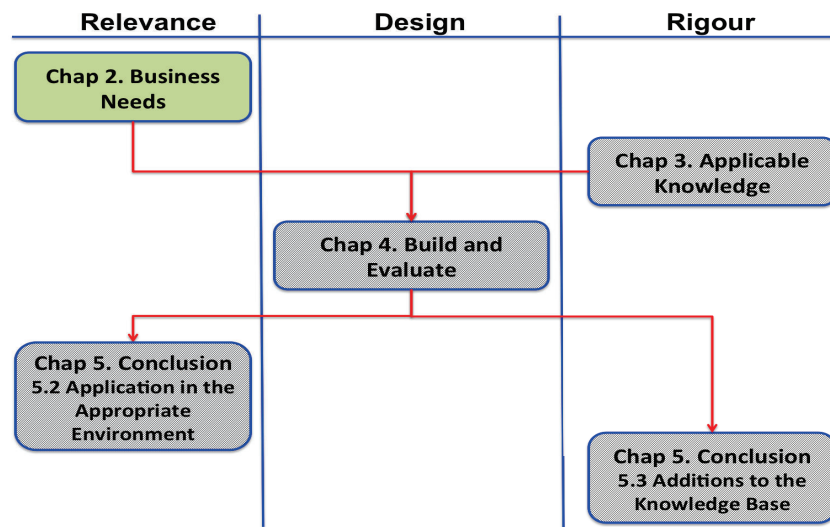 Relevance
Design
Rigour
Chap 2. Business
Needs
Chap 3. Applicable
Knowledge
Chap 4. Build and
Evaluate
Chap 5. Conclusion
5.2 Application in the
Appropriate
Environment
Chap 5. Conclusion
5.3 Additions to the
Knowledge Base